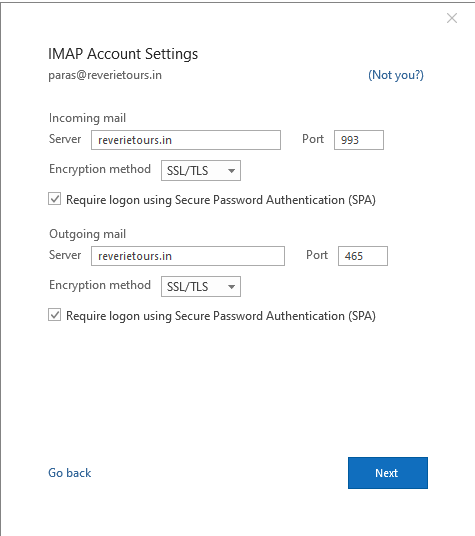 IMAP Account Settings
paras@reverietours.in (Not you?)
Incoming mail
Server reverietours.in Port 993
Encryption method SSL/TLS
Require logon using Secure Password Authentication (SPA)
Outgoing mail
Server reverietours.in Port 465
Encryption method SSL/TLS
Require logon using Secure Password Authentication (SPA)
Go back Next